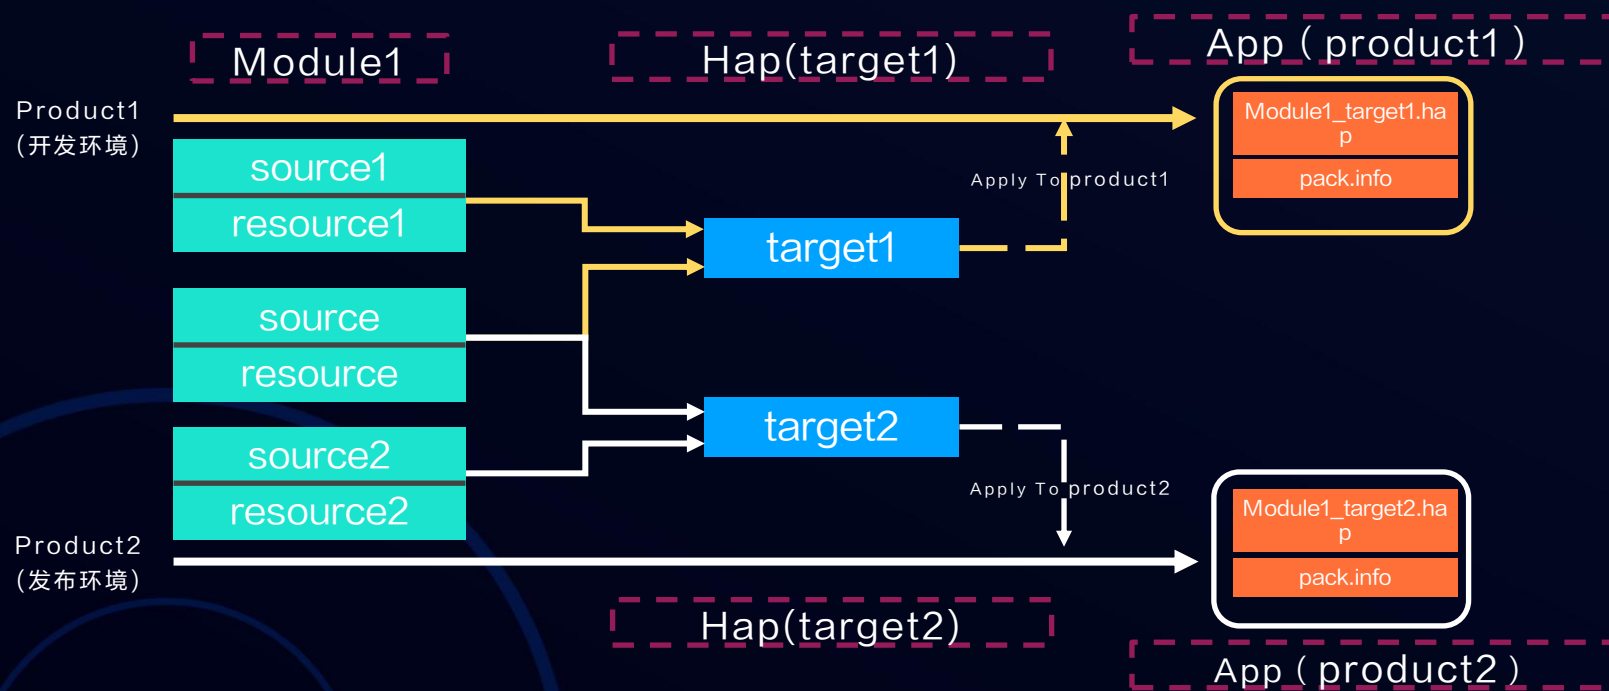 Module1
Hap(target1)
App（product1）
Product1
(开发环境)
source1
resource1
source
resource
source2
resource2
target1
target2
Apply To product1
Apply To product2
Module1_target1.ha
p
pack.info
Product2
(发布环境)
Module1_target2.ha
p
pack.info
Hap(target2)
App（product2）